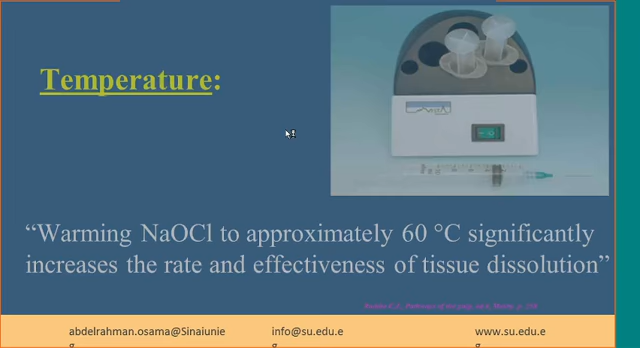 Temperature:
“Warming NaOCl to approximately 60 °C significantly
increases the rate and effectiveness of tissue dissolution”
abdelrahman.osama@Sinaiunie
g
info@su.edu.e
g
www.su.edu.e
g